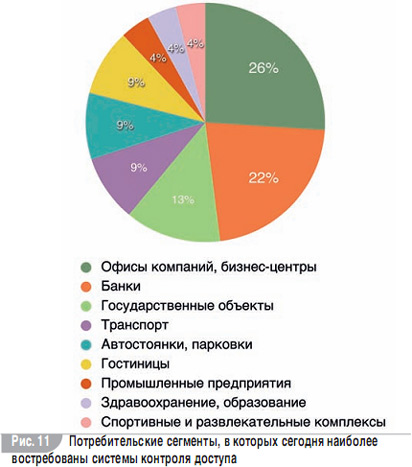 26%
22%
13%
9%
9%
9%
4%
4%
4%
Офисы компаний, бизнес-центры
Банки
Государственные объекты
Транспорт
Автостоянки, парковки
Гостиницы
Промышленные предприятия
Здравоохранение, образование
Спортивные и развлекательные комплексы
Рис. 11 Потребительские сегменты, в которых сегодня наиболее
востребованы системы контроля доступа